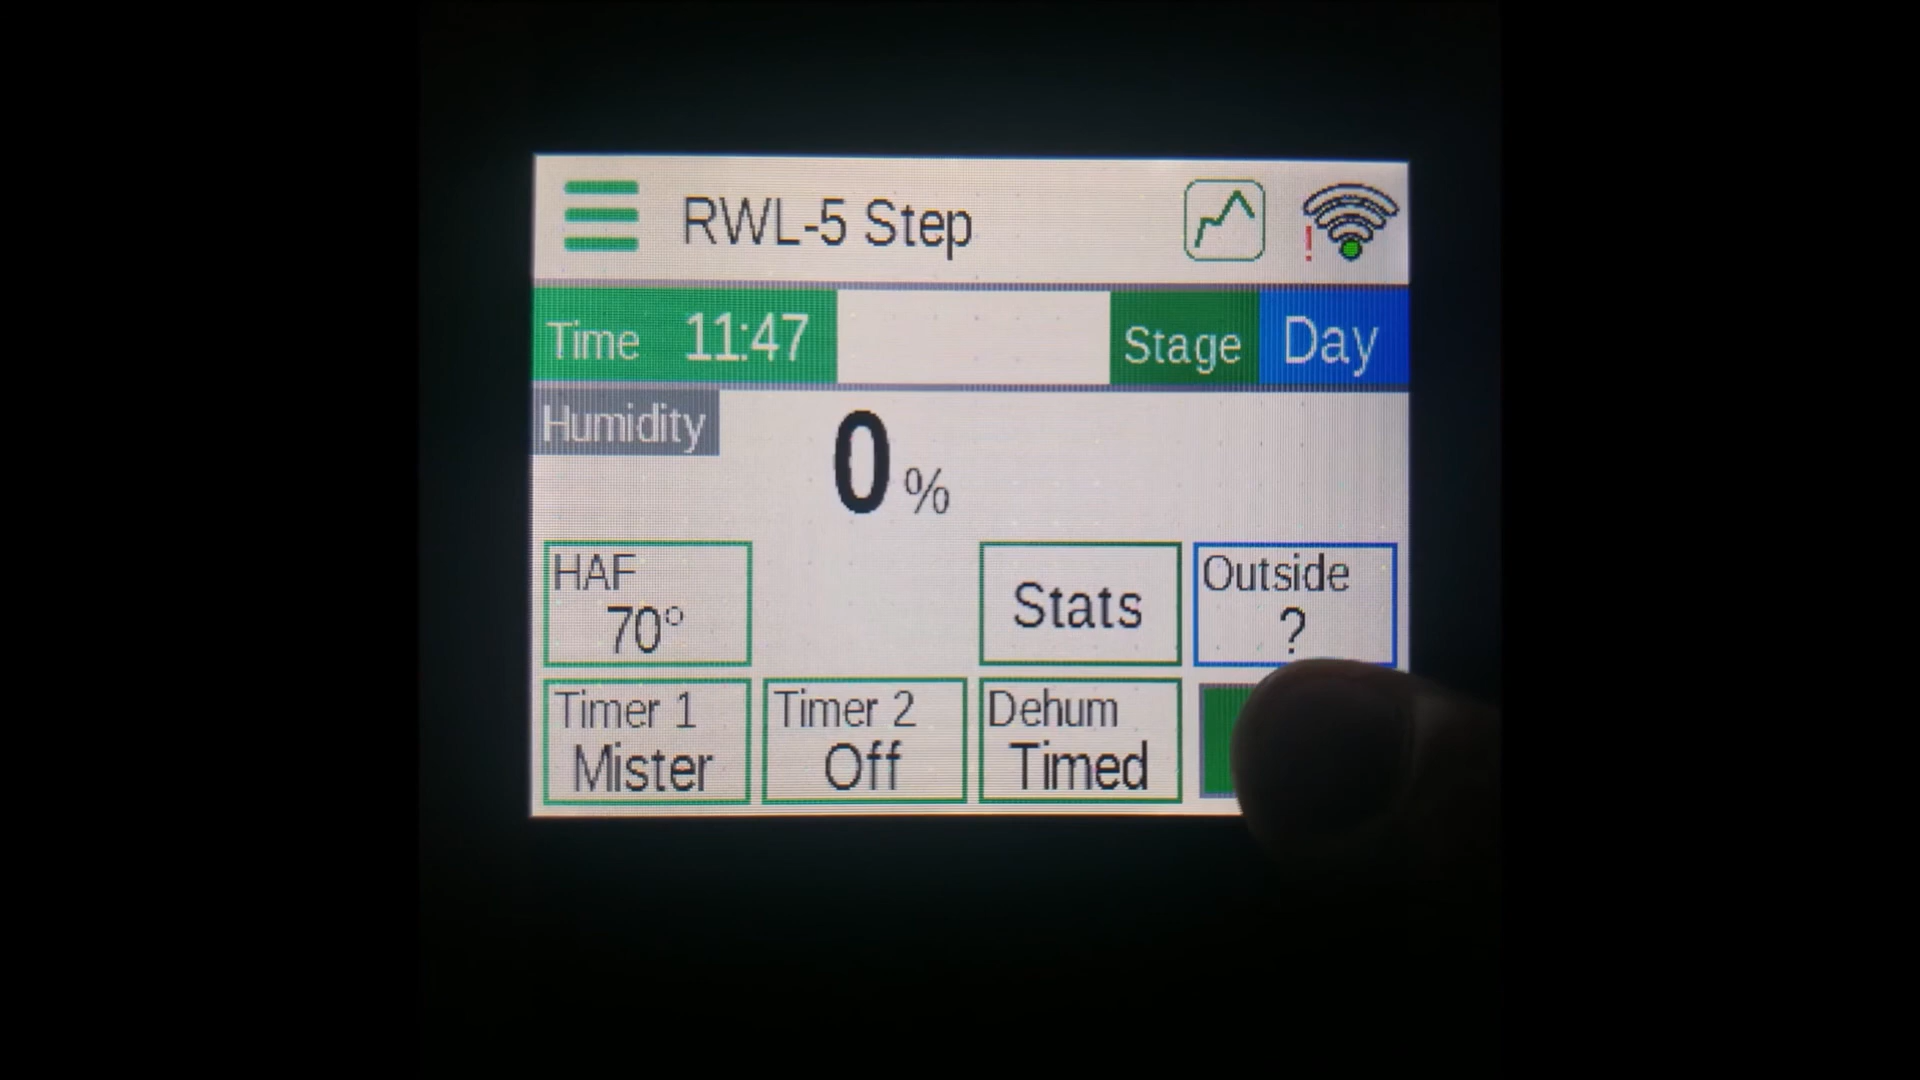 RWL-5 Step
!
Time 11:47 Stage Day
Humidity
0 %
HAF
70°
Stats
Outside
?
Timer 1
Mister
Timer 2
Off
Dehum
Timed